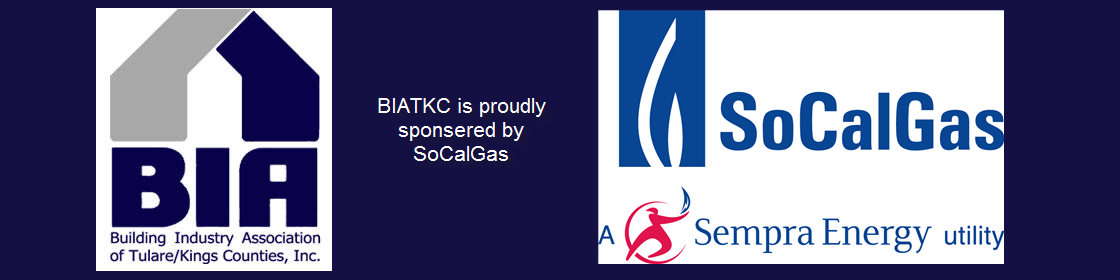 BIA
Building Industry Association
of Tulare/Kings Counties, Inc.
BIATKC is proudly
sponsered by
SoCalGas
SoCalGas
A Sempra Energy utility